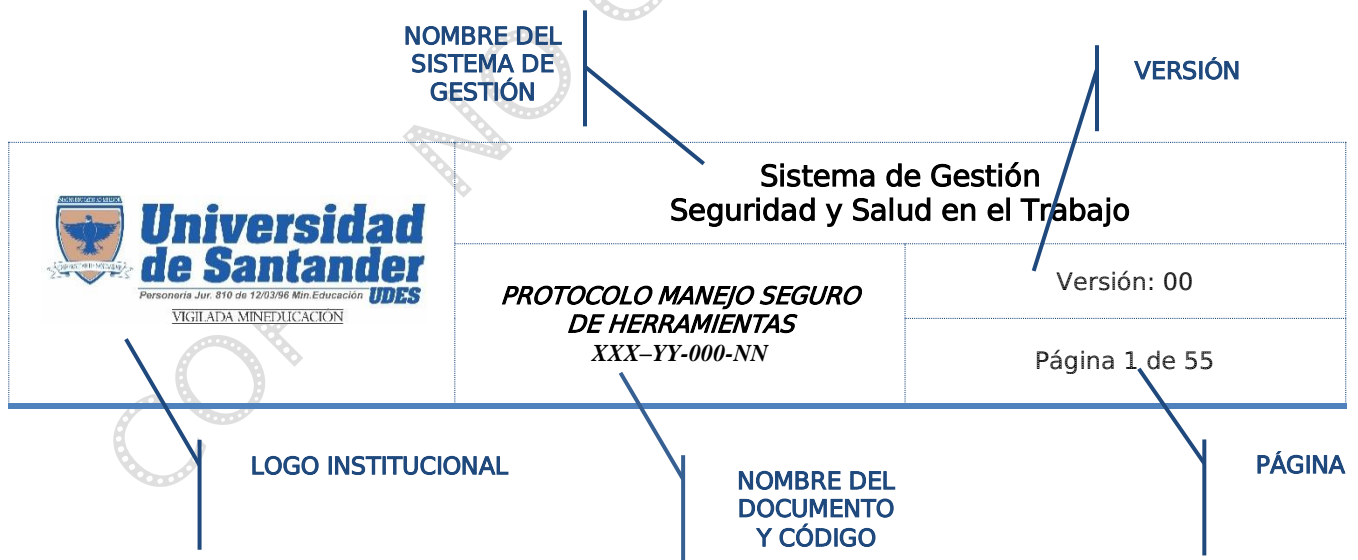 NOMBRE DEL
SISTEMA DE
GESTIÓN
VERSIÓN
Sistema de Gestión
Seguridad y Salud en el Trabajo
Universidad
de Santander
Personería Jur. 810 de 12/03/96 Min.Educación UDES
VIGILADA MINEDUCACION
PROTOCOLO MANEJO SEGURO
DE HERRAMIENTAS
XXX–YY-000-NN
Versión: 00
Página 1 de 55
LOGO INSTITUCIONAL
NOMBRE DEL
DOCUMENTO
Y CÓDIGO
PÁGINA